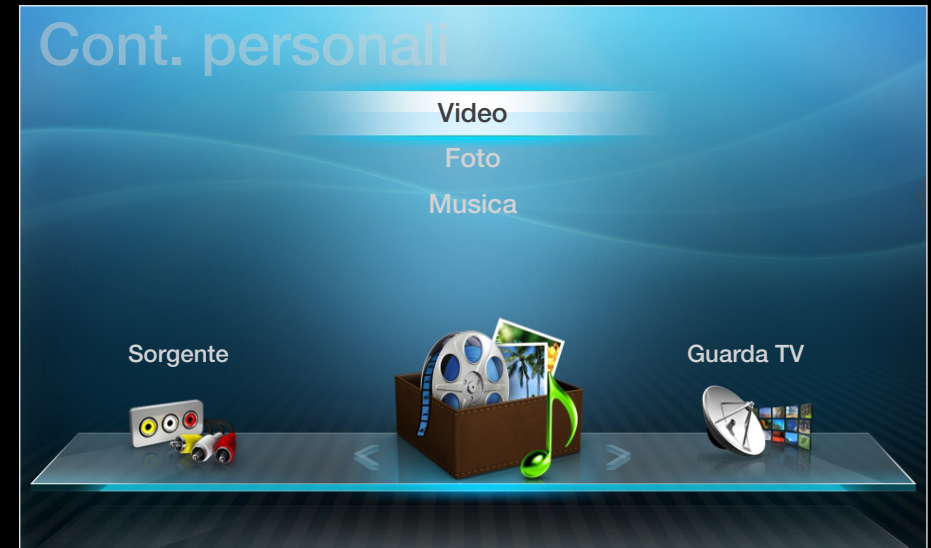 Cont. personali
Video
Foto
Musica
Sorgente
Guarda TV